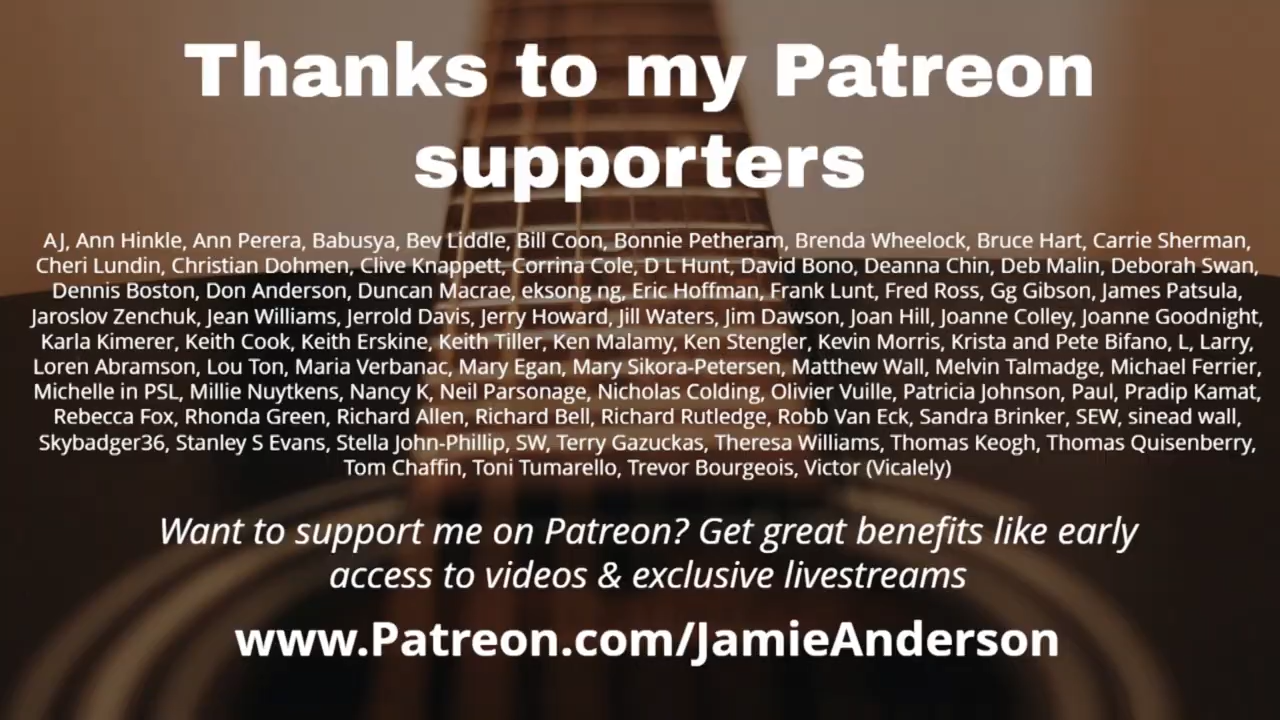 Thanks to my Patreon
supporters
AJ, Ann Hinkle, Ann Perera, Babusya, Bev Liddle, Bill Coon, Bonnie Petheram, Brenda Wheelock, Bruce Hart, Carrie Sherman,
Cheri Lundin, Christian Dohmen, Clive Knappett, Corrina Cole, D L Hunt, David Bono, Deanna Chin, Deb Malin, Deborah Swan,
Dennis Boston, Don Anderson, Duncan Macrae, eksong ng, Eric Hoffman, Frank Lunt, Fred Ross, Gg Gibson, James Patsula,
Jaroslov Zenchuk, Jean Williams, Jerrold Davis, Jerry Howard, Jill Waters, Jim Dawson, Joan Hill, Joanne Colley, Joanne Goodnight,
Karla Kimerer, Keith Cook, Keith Erskine, Keith Tiller, Ken Malamy, Ken Stengler, Kevin Morris, Krista and Pete Bifano, L, Larry,
Loren Abramson, Lou Ton, Maria Verbanac, Mary Egan, Mary Sikora-Petersen, Matthew Wall, Melvin Talmadge, Michael Ferrier,
Michelle in PSL, Millie Nuytkens, Nancy K, Neil Parsonage, Nicholas Colding, Olivier Vuille, Patricia Johnson, Paul, Pradip Kamat,
Rebecca Fox, Rhonda Green, Richard Allen, Richard Bell, Richard Rutledge, Robb Van Eck, Sandra Brinker, SEW, sinead wall,
Skybadger36, Stanley S Evans, Stella John-Phillip, SW, Terry Gazuckas, Theresa Williams, Thomas Keogh, Thomas Quisenberry,
Tom Chaffin, Toni Tumarello, Trevor Bourgeois, Victor (Vicalely)
Want to support me on Patreon? Get great benefits like early
access to videos & exclusive livestreams
www.Patreon.com/JamieAnderson